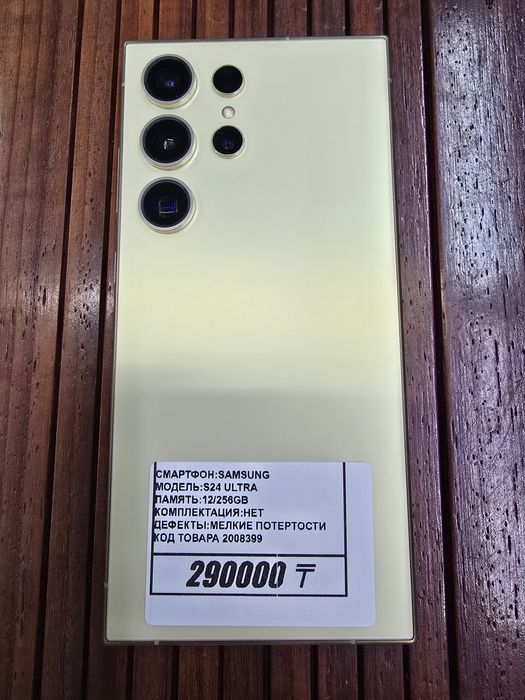 СМАРТФОН:SAMSUNG
МОДЕЛЬ:S24 ULTRA
ПАМЯТЬ:12/256GB
КОМПЛЕКТАЦИЯ:НЕТ
ДЕФЕКТЫ:МЕЛКИЕ ПОТЕРТОСТИ
КОД ТОВАРА 2008399
290000 ₸